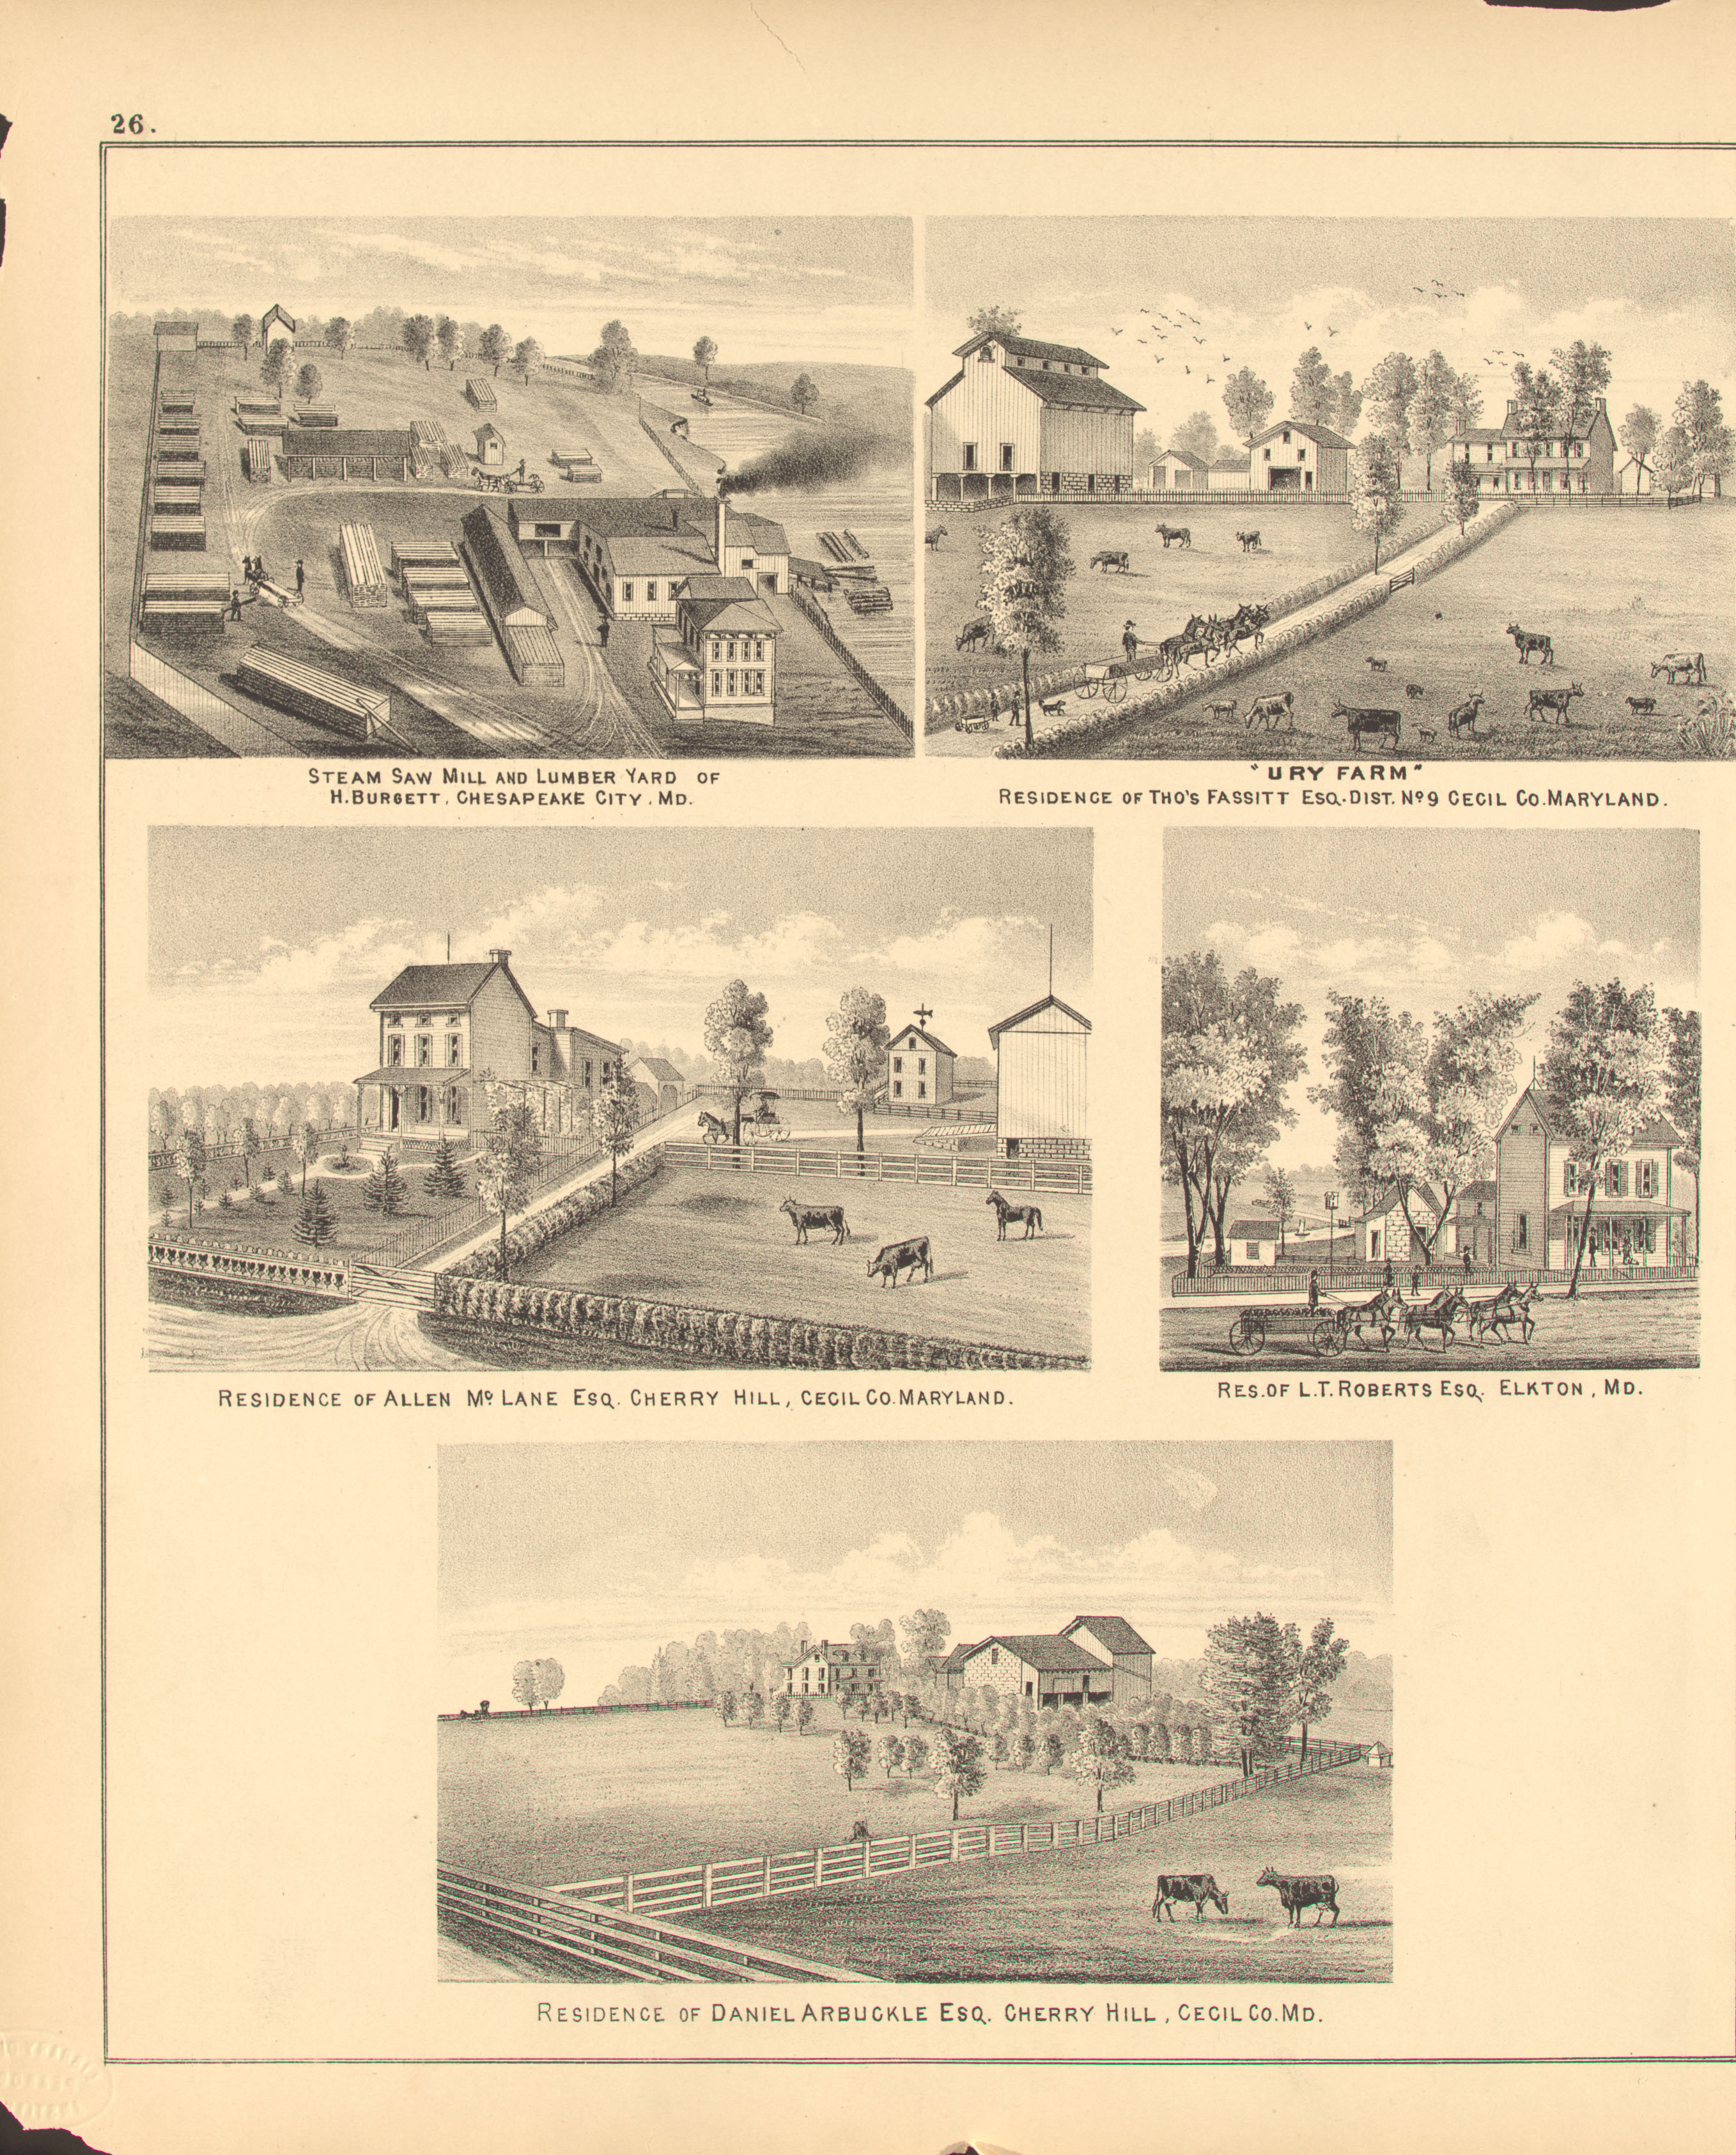 26.
STEAM SAW MILL AND LUMBER YARD OF
H. BURGETT, CHESAPEAKE CITY, MD.
"URY FARM"
RESIDENCE OF THO'S FASSITT ESQ. DIST. Nº 9 CECIL CO. MARYLAND.
RESIDENCE OF ALLEN Mc LANE ESQ. CHERRY HILL, CECIL CO. MARYLAND.
RES. OF L.T. ROBERTS ESQ. ELKTON, MD.
RESIDENCE OF DANIEL ARBUCKLE ESQ. CHERRY HILL, CECIL CO. MD.